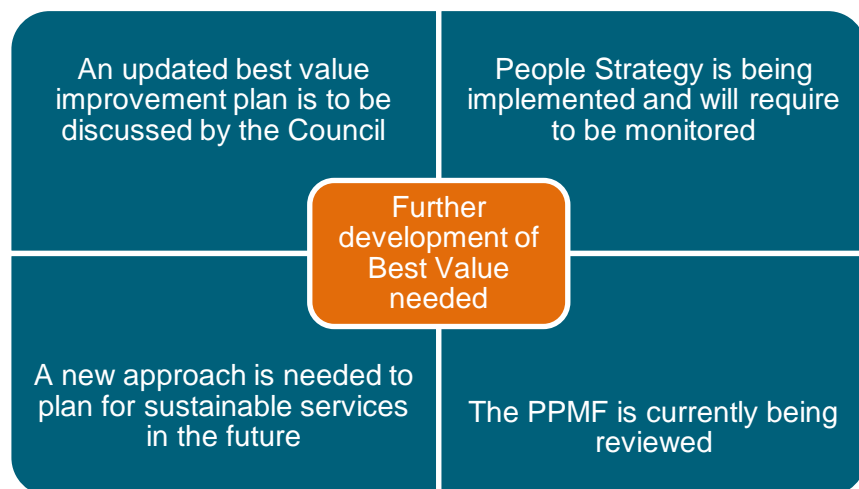 An updated best value
improvement plan is to be
discussed by the Council
People Strategy is being
implemented and will require
to be monitored
Further
development of
Best Value
needed
A new approach is needed to
plan for sustainable services
in the future
The PPMF is currently being
reviewed